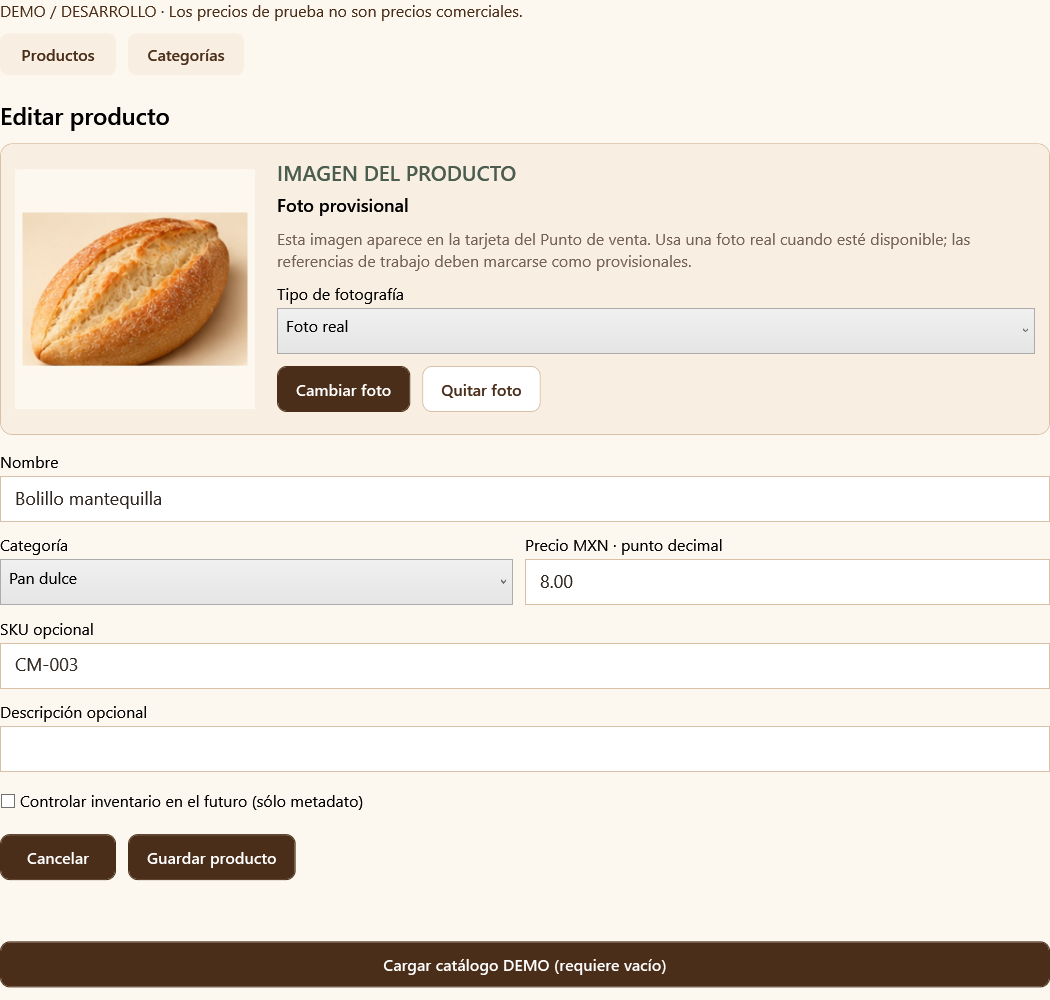 DEMO / DESARROLLO · Los precios de prueba no son precios comerciales.
Productos
Categorías
Editar producto
IMAGEN DEL PRODUCTO
Foto provisional
Esta imagen aparece en la tarjeta del Punto de venta. Usa una foto real cuando esté disponible; las
referencias de trabajo deben marcarse como provisionales.
Tipo de fotografía
Foto real
Cambiar foto
Quitar foto
Nombre
Bolillo mantequilla
Categoría
Precio MXN · punto decimal
Pan dulce
8.00
SKU opcional
CM-003
Descripción opcional
Controlar inventario en el futuro (sólo metadato)
Cancelar
Guardar producto
Cargar catálogo DEMO (requiere vacío)